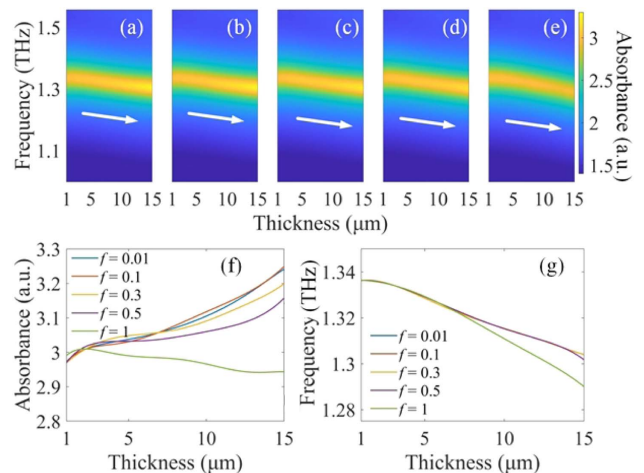 (a) (b) (c) (d) (e)
Frequency (THz)
1.5
1.3
1.1
1 5 10 15 1 5 10 15 1 5 10 15 1 5 10 15 1 5 10 15
Thickness (μm)
Absorbance (a.u.)
3
2.5
2
1.5
(f)
Absorbance (a.u.)
3.3
3.2
3.1
3.0
2.9
2.8
f = 0.01
f = 0.1
f = 0.3
f = 0.5
f = 1
1 5 10 15
Thickness (μm)
(g)
Frequency (THz)
1.34
1.32
1.30
1.28
f = 0.01
f = 0.1
f = 0.3
f = 0.5
f = 1
1 5 10 15
Thickness (μm)